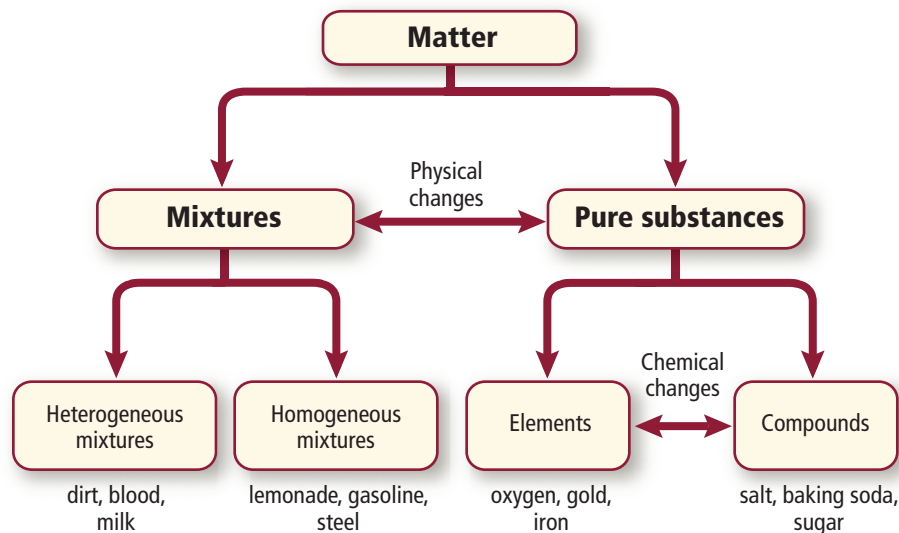 Matter
Physical
changes
Mixtures
Pure substances
Chemical
changes
Heterogeneous
mixtures
Homogeneous
mixtures
Elements
Compounds
dirt, blood,
milk
lemonade, gasoline,
steel
oxygen, gold,
iron
salt, baking soda,
sugar